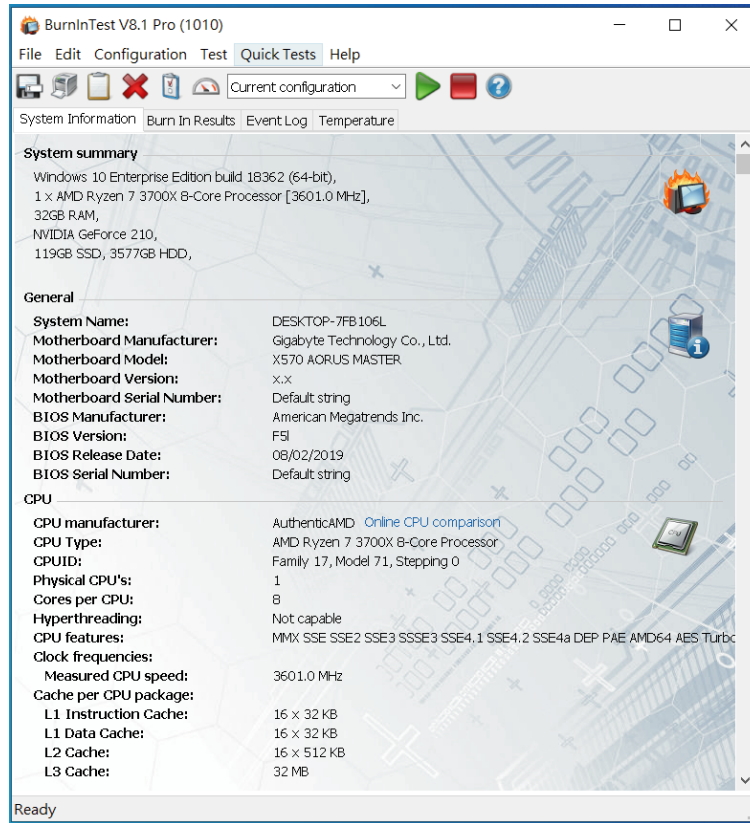 BurnInTest V8.1 Pro (1010)
File Edit Configuration Test Quick Tests Help
Current configuration
System Information Burn In Results Event Log Temperature
System summary
Windows 10 Enterprise Edition build 18362 (64-bit),
1 x AMD Ryzen 7 3700X 8-Core Processor [3601.0 MHz],
32GB RAM,
NVIDIA GeForce 210,
119GB SSD, 3577GB HDD,
General
System Name: DESKTOP-7FB106L
Motherboard Manufacturer: Gigabyte Technology Co., Ltd.
Motherboard Model: X570 AORUS MASTER
Motherboard Version: x.x
Motherboard Serial Number: Default string
BIOS Manufacturer: American Megatrends Inc.
BIOS Version: F5l
BIOS Release Date: 08/02/2019
BIOS Serial Number: Default string
CPU
CPU manufacturer: AuthenticAMD Online CPU comparison
CPU Type: AMD Ryzen 7 3700X 8-Core Processor
CPUID: Family 17, Model 71, Stepping 0
Physical CPU's: 1
Cores per CPU: 8
Hyperthreading: Not capable
CPU features: MMX SSE SSE2 SSE3 SSSE3 SSE4.1 SSE4.2 SSE4a DEP PAE AMD64 AES Turbo
Clock frequencies:
Measured CPU speed: 3601.0 MHz
Cache per CPU package:
L1 Instruction Cache: 16 x 32 KB
L1 Data Cache: 16 x 32 KB
L2 Cache: 16 x 512 KB
L3 Cache: 32 MB
Ready